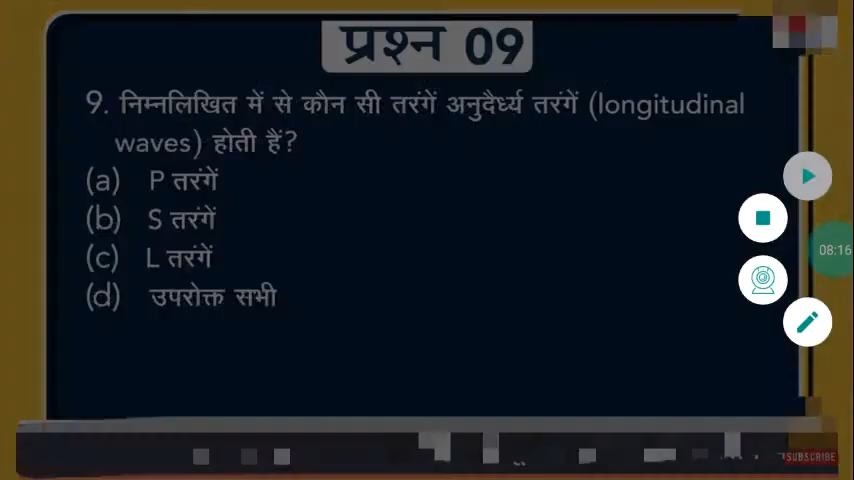 प्रश्न 09
9. निम्नलिखित में से कौन सी तरंगें अनुदैर्ध्य तरंगें (longitudinal
waves) होती हैं?
(a) P तरंगें
(b) S तरंगें
(c) L तरंगें
(d) उपरोक्त सभी
08:16
SUBSCRIBE